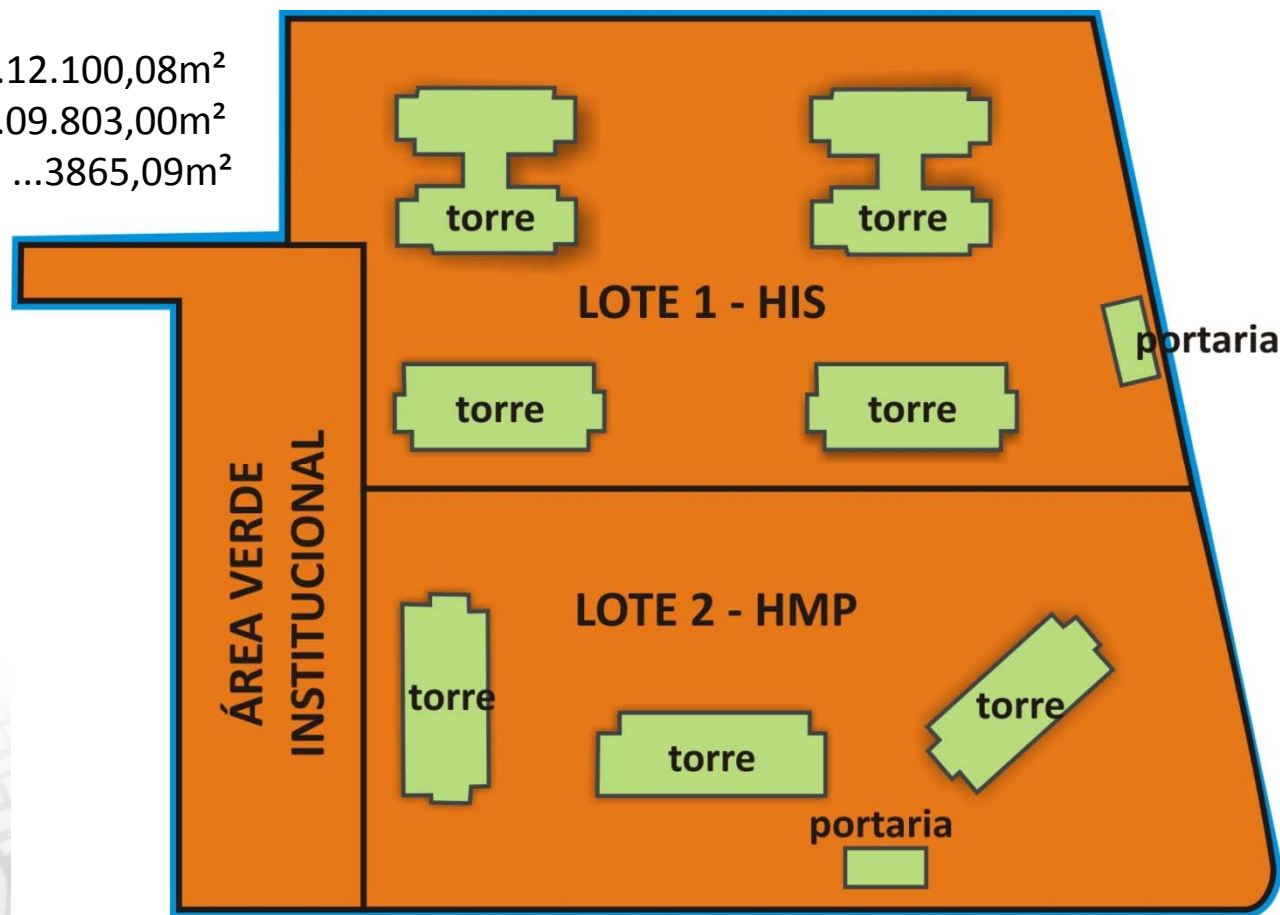 .12.100,08m²
.09.803,00m²
...3865,09m²
torre
torre
LOTE 1 - HIS
portaria
torre
torre
ÁREA VERDE
INSTITUCIONAL
LOTE 2 - HMP
torre
torre
torre
portaria